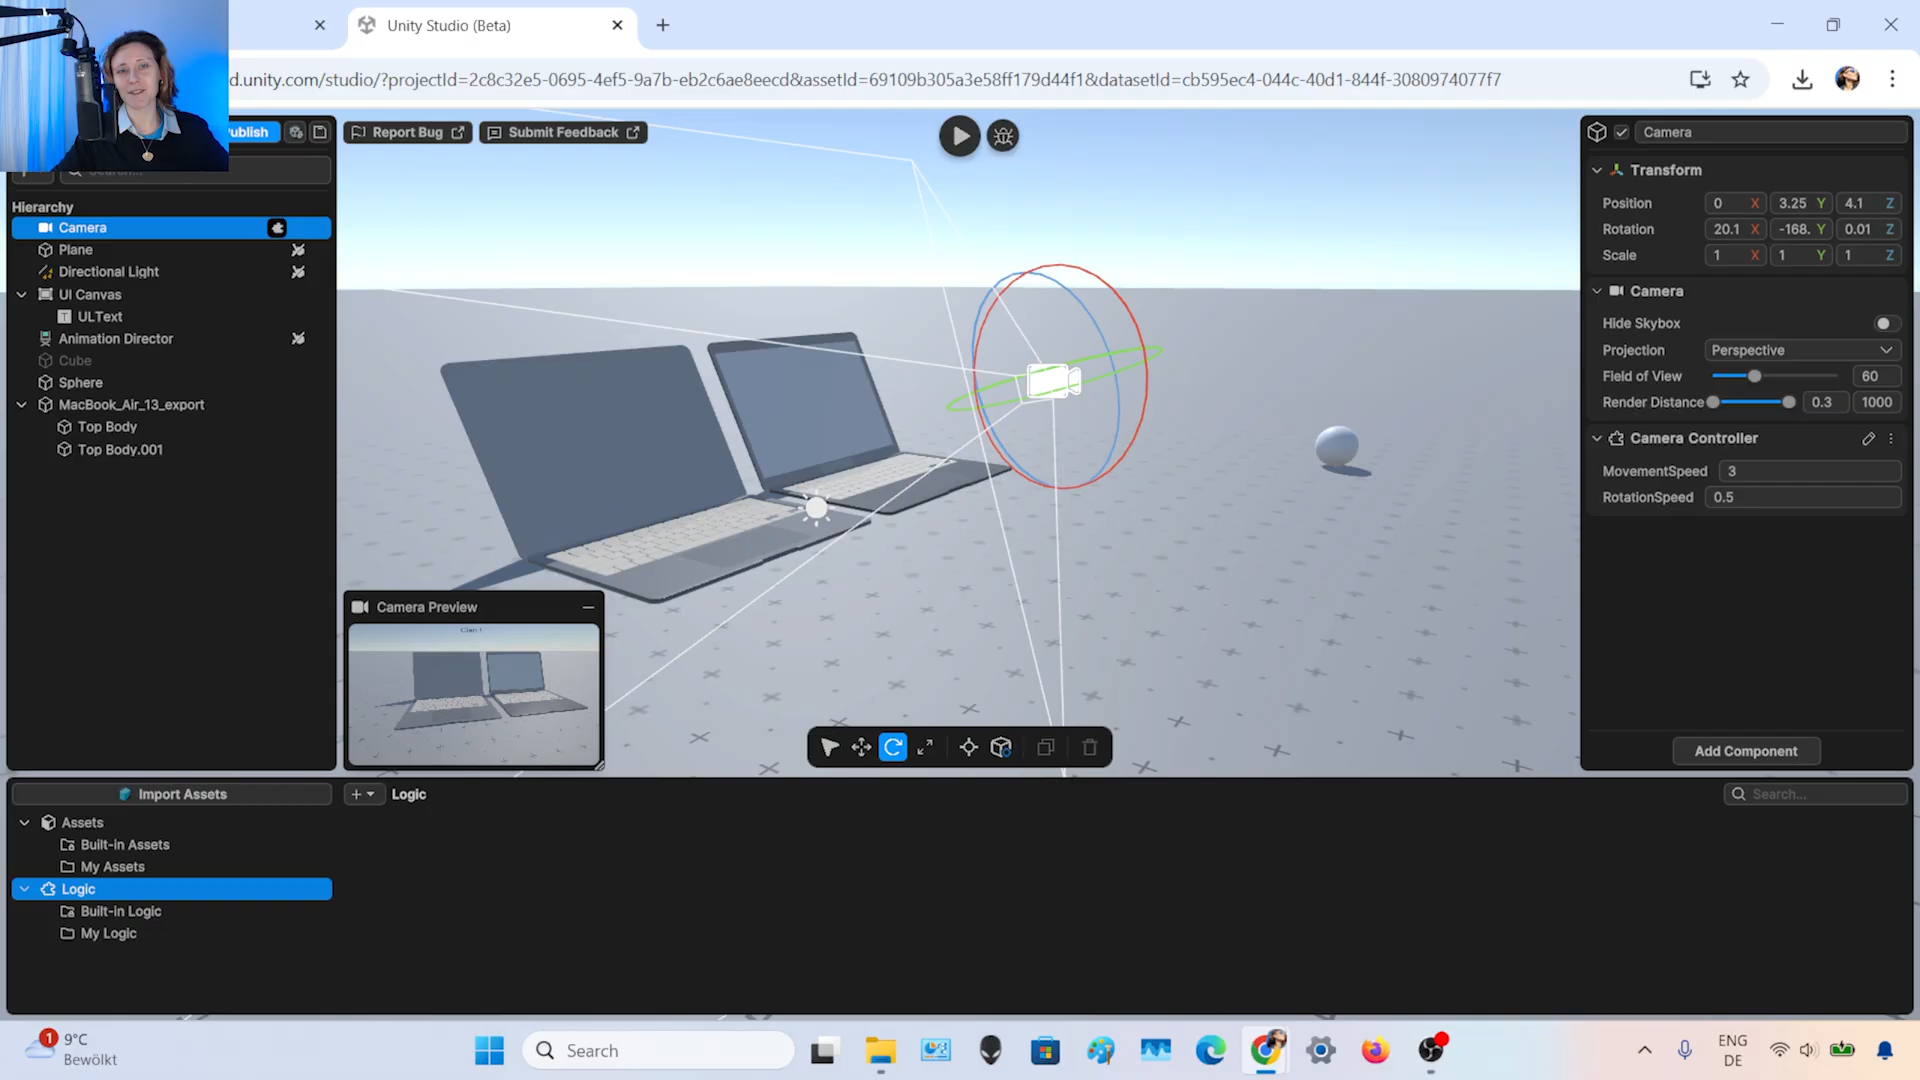 Unity Studio (Beta)
d.unity.com/studio/?projectId=2c8c32e5-0695-4ef5-9a7b-eb2c6ae8eecd&assetId=69109b305a3e58ff179d44f1&datasetId=cb595ec4-044c-40d1-844f-3080974077f7
ublish
Report Bug
Submit Feedback
Hierarchy
Camera
Plane
Directional Light
UI Canvas
ULText
Animation Director
Cube
Sphere
MacBook_Air_13_export
Top Body
Top Body.001
Camera Preview
Camera
Transform
Position 0 X 3.25 Y 4.1 Z
Rotation 20.1 X -168. Y 0.01 Z
Scale 1 X 1 Y 1 Z
Camera
Hide Skybox
Projection Perspective
Field of View 60
Render Distance 0.3 1000
Camera Controller
MovementSpeed 3
RotationSpeed 0.5
Add Component
Import Assets
Logic
Search...
Assets
Built-in Assets
My Assets
Logic
Built-in Logic
My Logic
1
9°C
Bewölkt
Search
ENG
DE